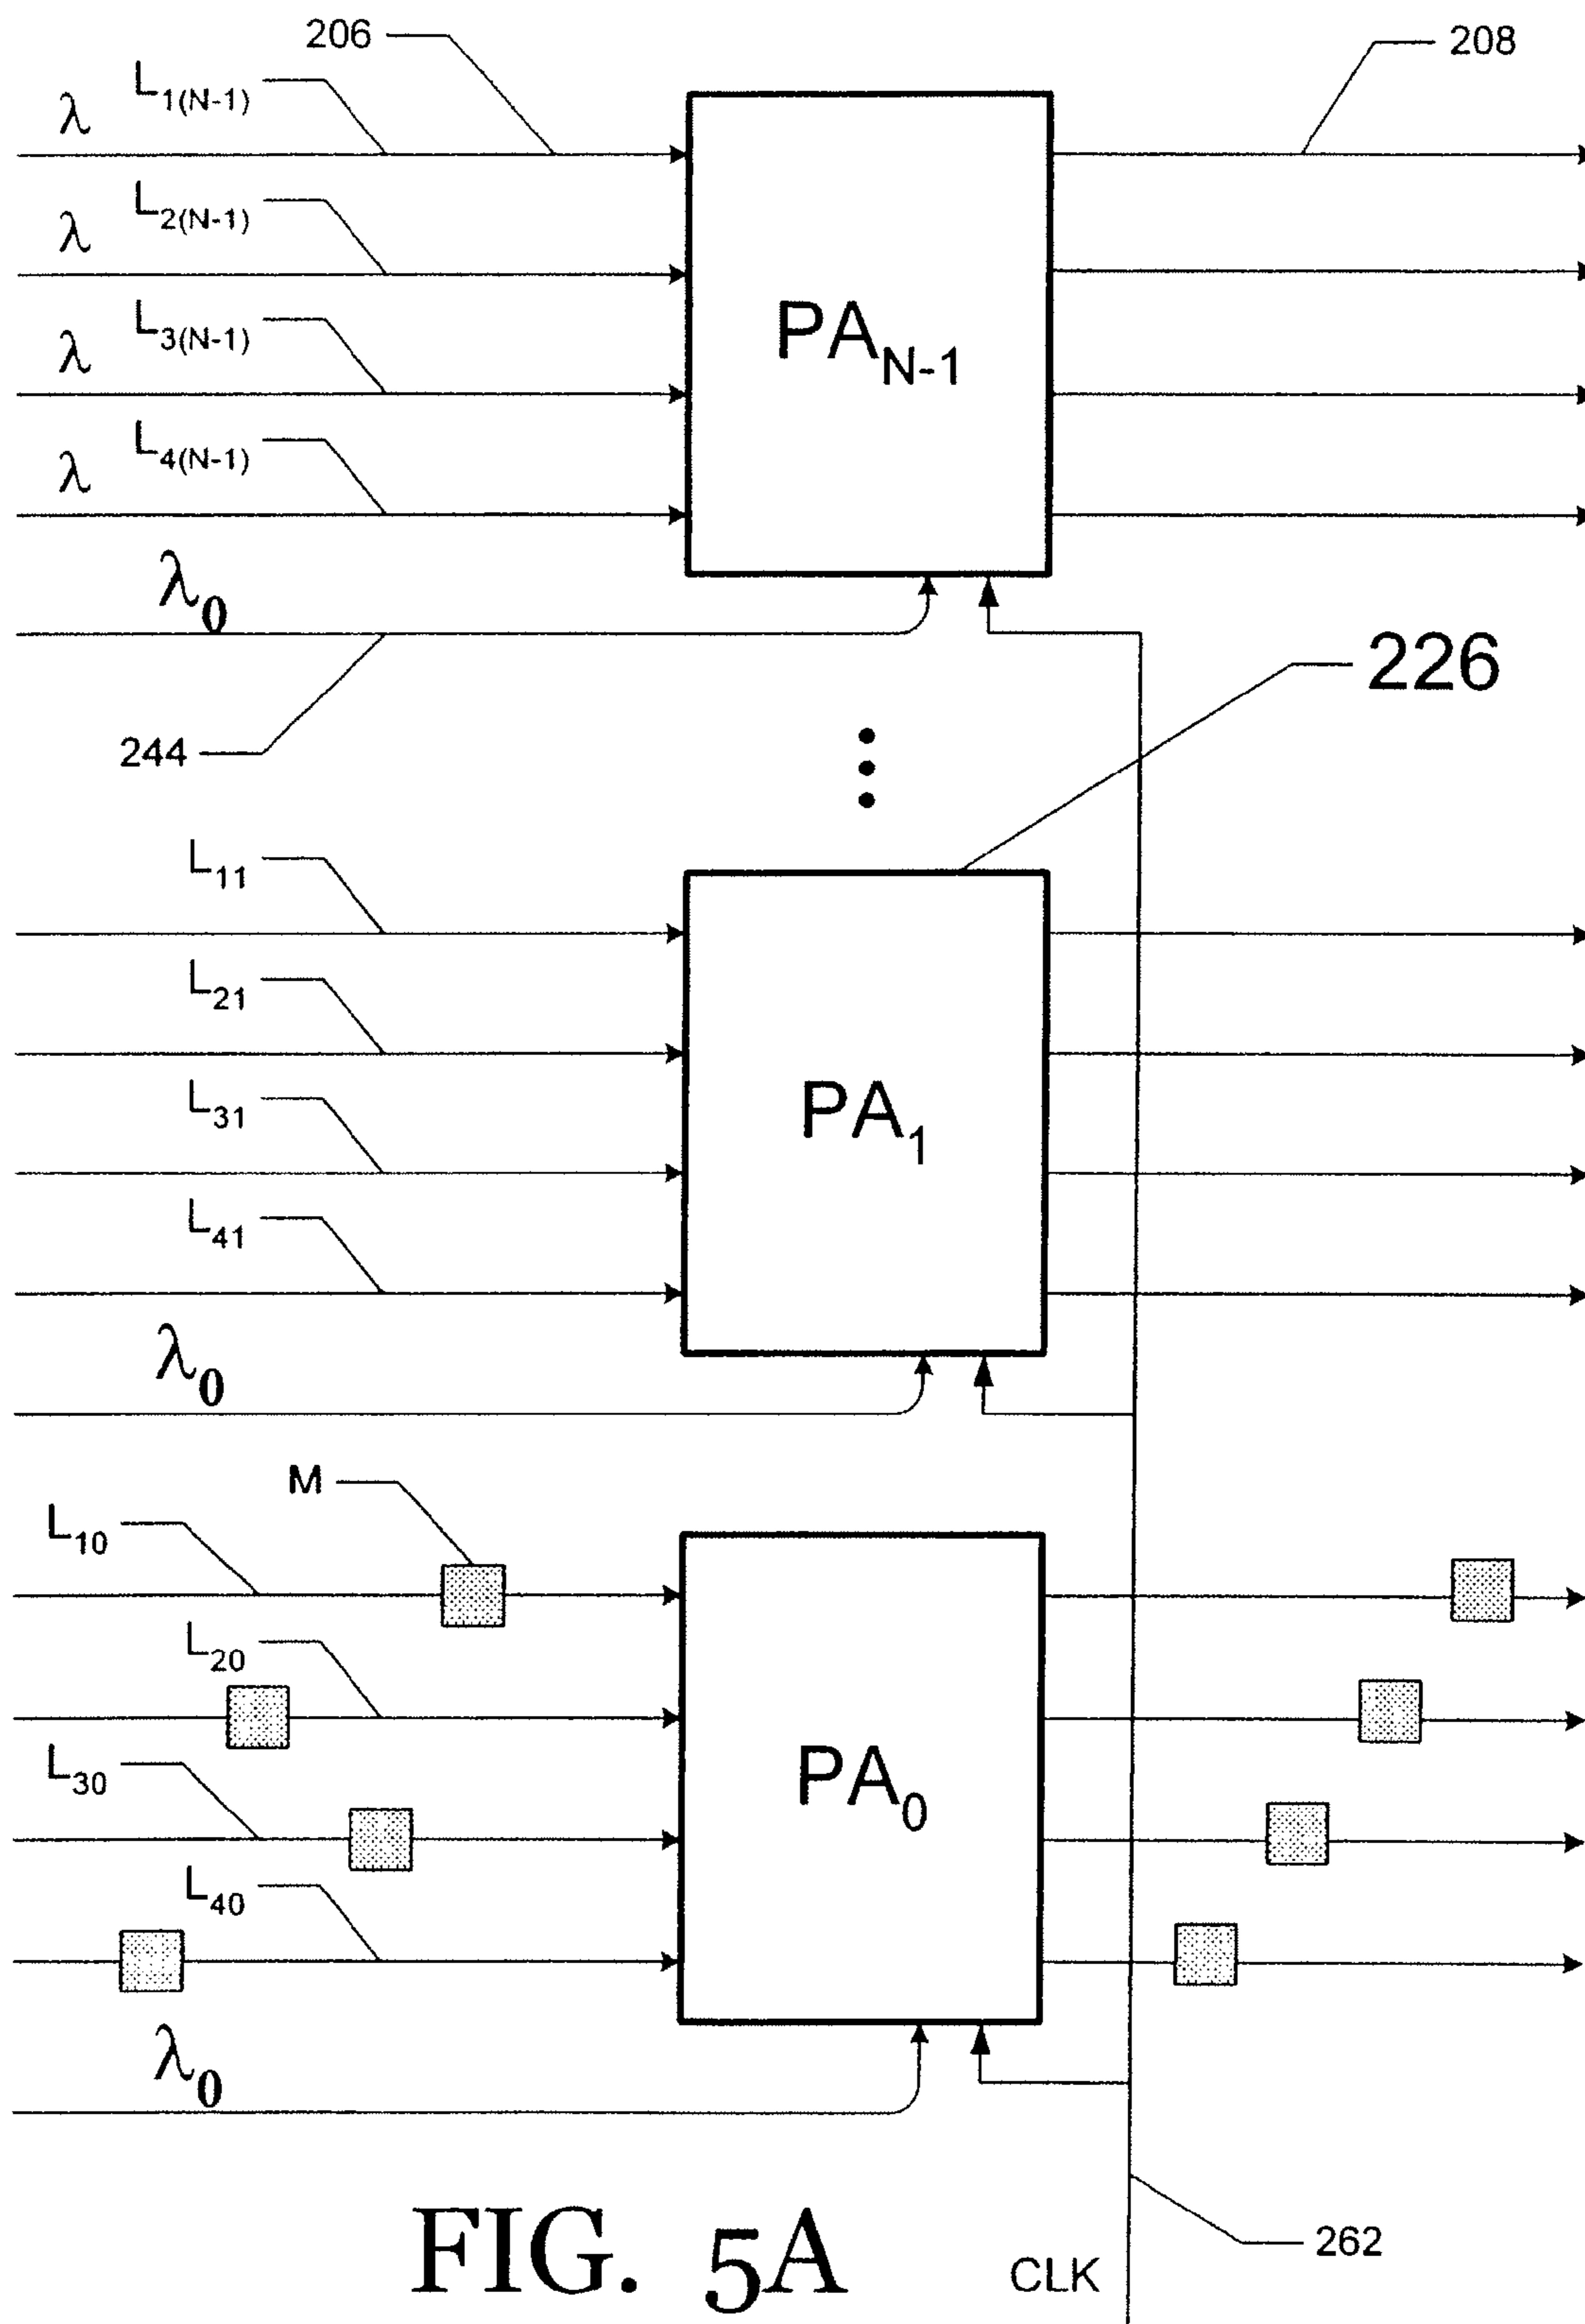 206
208
L1(N-1)
λ
L2(N-1)
λ
L3(N-1)
λ
PAN-1
L4(N-1)
λ
λ0
226
244
L11
L21
L31
PA1
L41
λ0
M
L10
L20
L30
PA0
L40
λ0
262
FIG. 5A
CLK